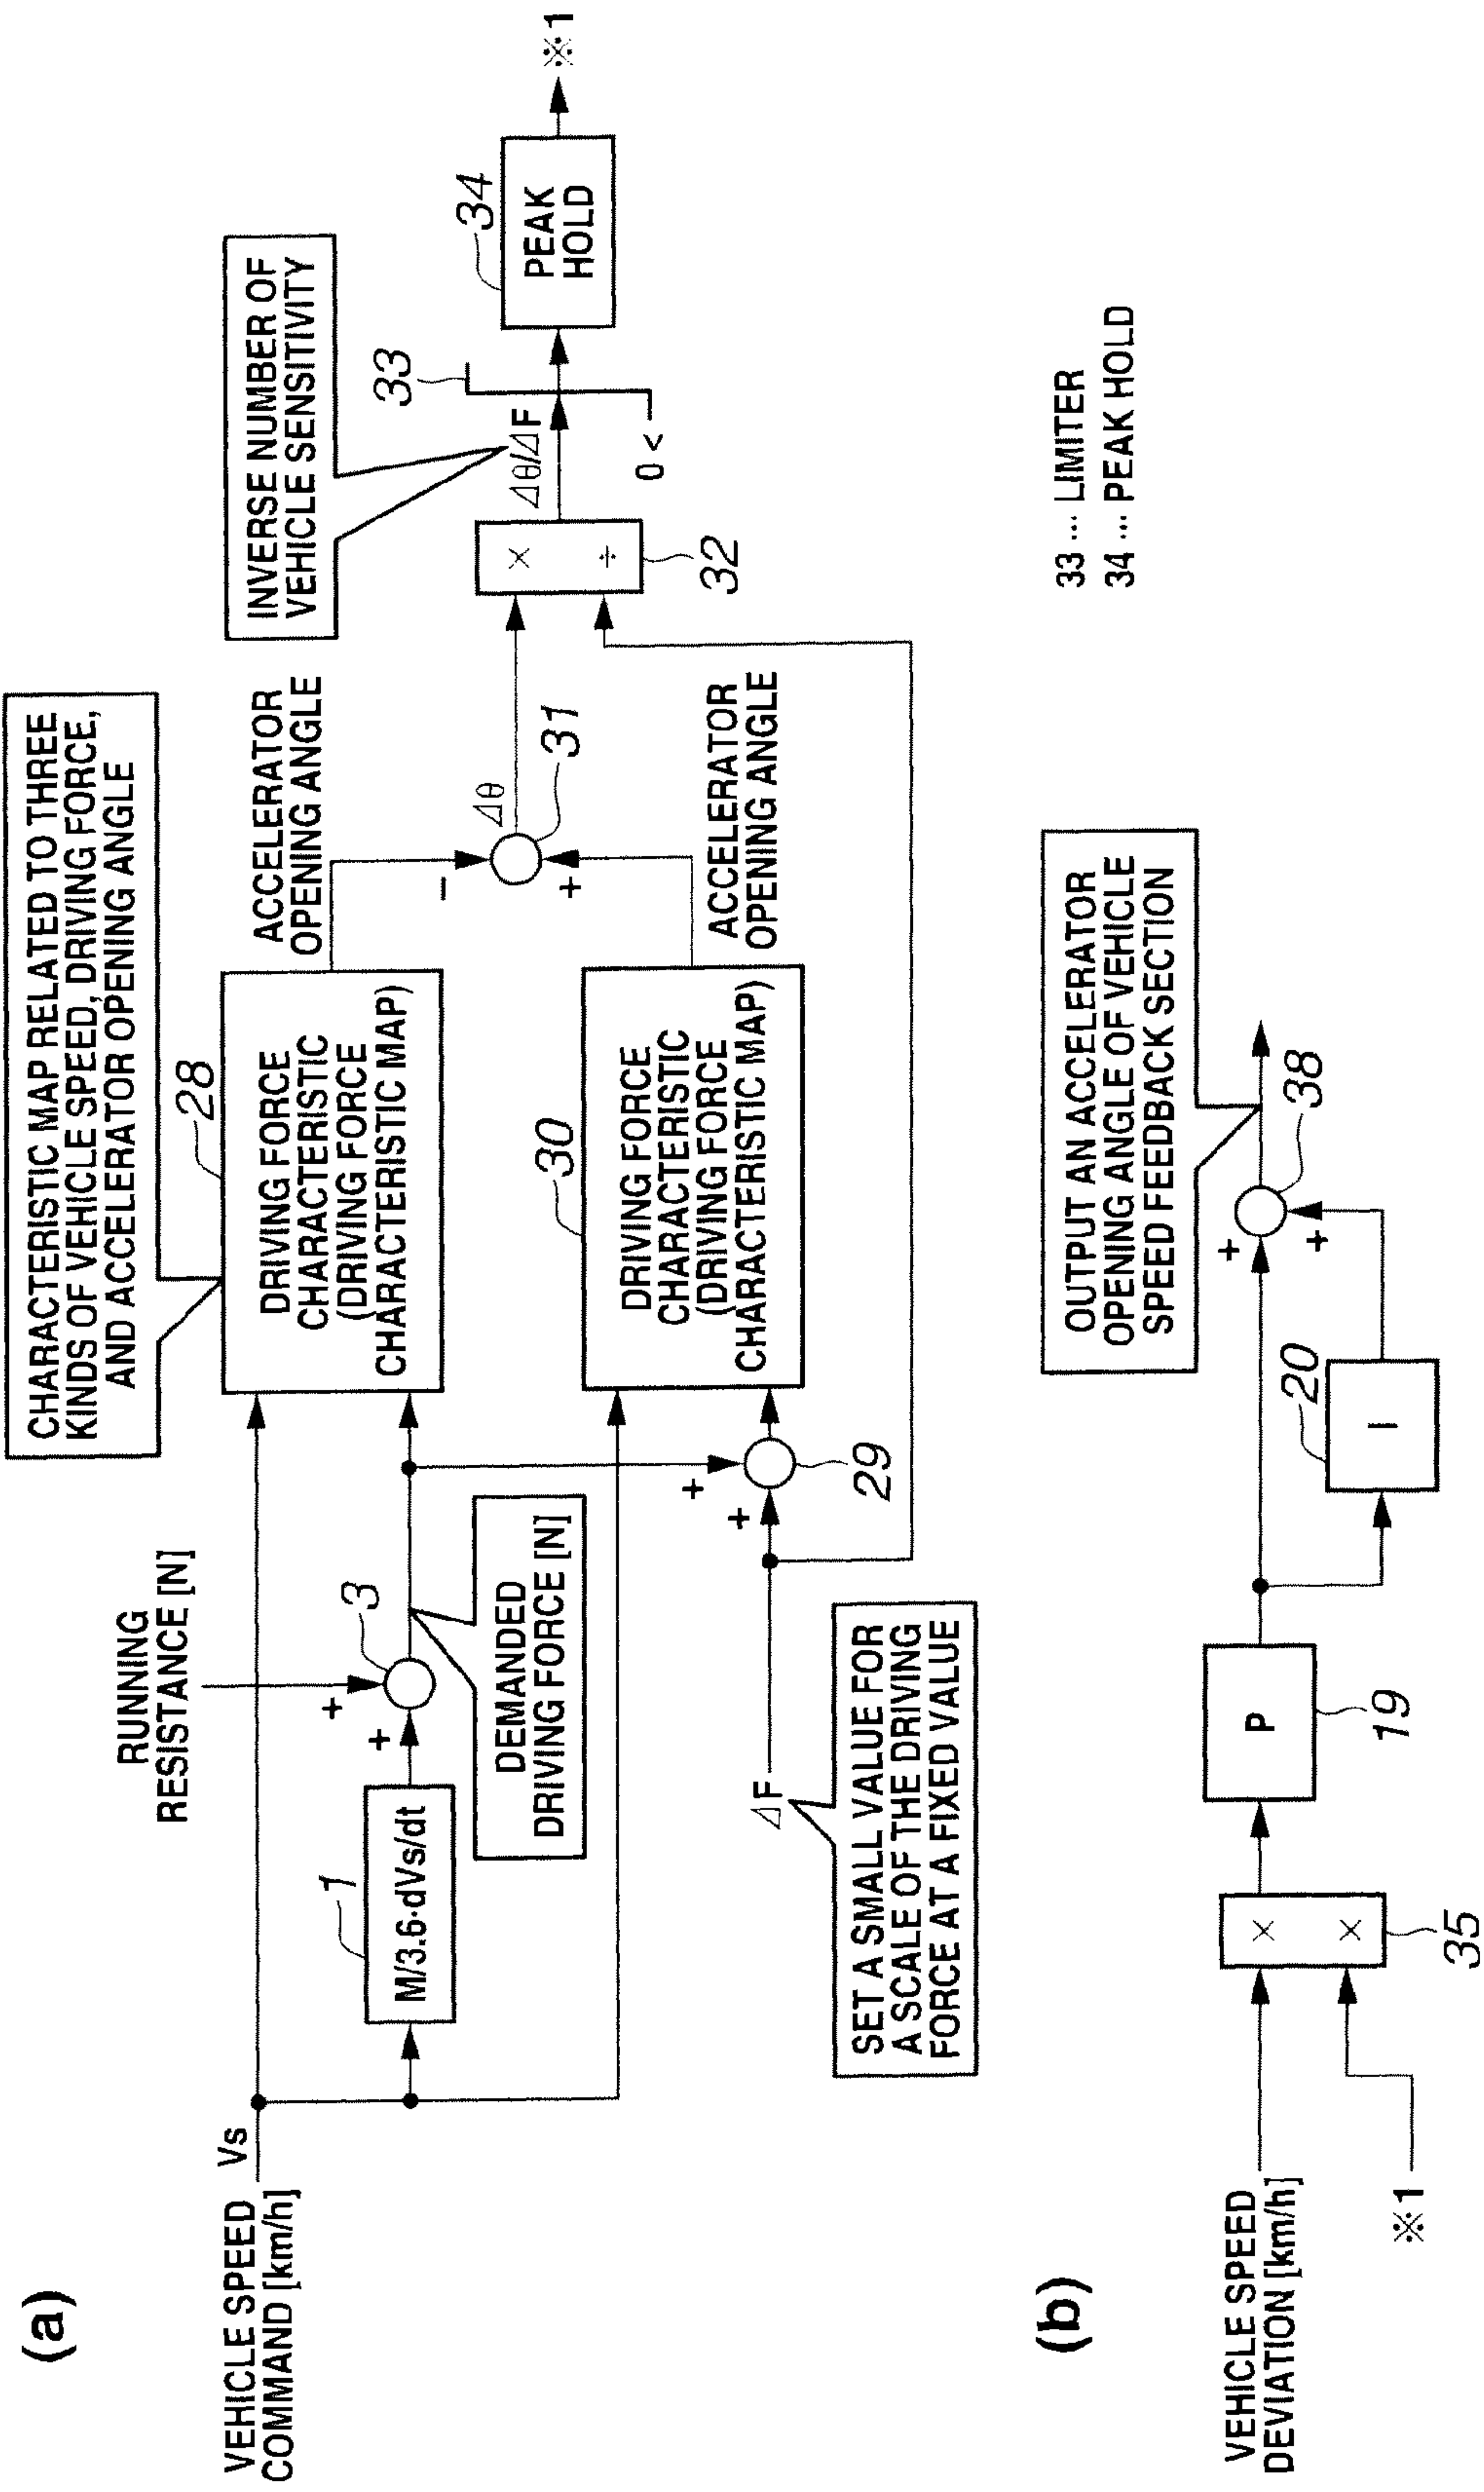 (a)
VEHICLE SPEED
COMMAND [km/h]
Vs
RUNNING
RESISTANCE [N]
1
M/3.6·dVs/dt
+
+
3
DEMANDED
DRIVING FORCE [N]
CHARACTERISTIC MAP RELATED TO THREE
KINDS OF VEHICLE SPEED, DRIVING FORCE,
AND ACCELERATOR OPENING ANGLE
28
DRIVING FORCE
CHARACTERISTIC
(DRIVING FORCE
CHARACTERISTIC MAP)
30
DRIVING FORCE
CHARACTERISTIC
(DRIVING FORCE
CHARACTERISTIC MAP)
ΔF
SET A SMALL VALUE FOR
A SCALE OF THE DRIVING
FORCE AT A FIXED VALUE
+
+
29
ACCELERATOR
OPENING ANGLE
ACCELERATOR
OPENING ANGLE
−
+
Δθ
31
×
÷
32
INVERSE NUMBER OF
VEHICLE SENSITIVITY
Δθ/ΔF
33
0 <
34
PEAK
HOLD
※1
(b)
VEHICLE SPEED
DEVIATION [km/h]
※1
×
×
35
P
19
20
I
+
+
38
OUTPUT AN ACCELERATOR
OPENING ANGLE OF VEHICLE
SPEED FEEDBACK SECTION
33 ... LIMITER
34 ... PEAK HOLD